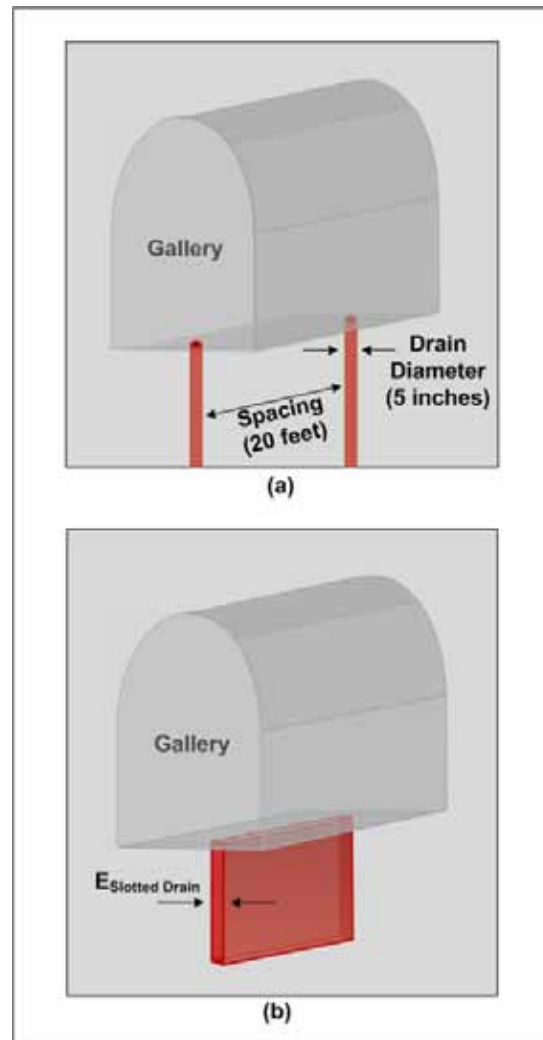 Gallery
Drain
Diameter
(5 inches)
Spacing
(20 feet)
(a)
Gallery
ESlotted Drain
(b)